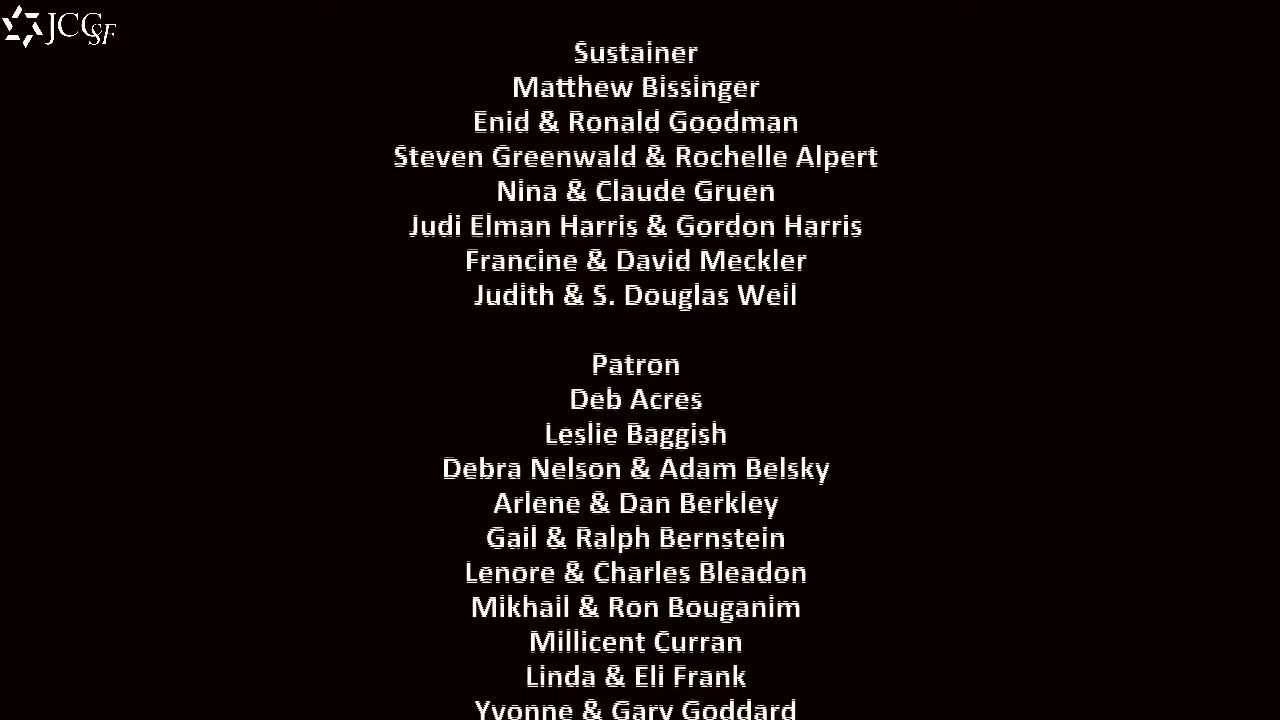 JCCSF
Sustainer
Matthew Bissinger
Enid & Ronald Goodman
Steven Greenwald & Rochelle Alpert
Nina & Claude Gruen
Judi Elman Harris & Gordon Harris
Francine & David Meckler
Judith & S. Douglas Weil
Patron
Deb Acres
Leslie Baggish
Debra Nelson & Adam Belsky
Arlene & Dan Berkley
Gail & Ralph Bernstein
Lenore & Charles Bleadon
Mikhail & Ron Bouganim
Millicent Curran
Linda & Eli Frank
Yvonne & Gary Goddard